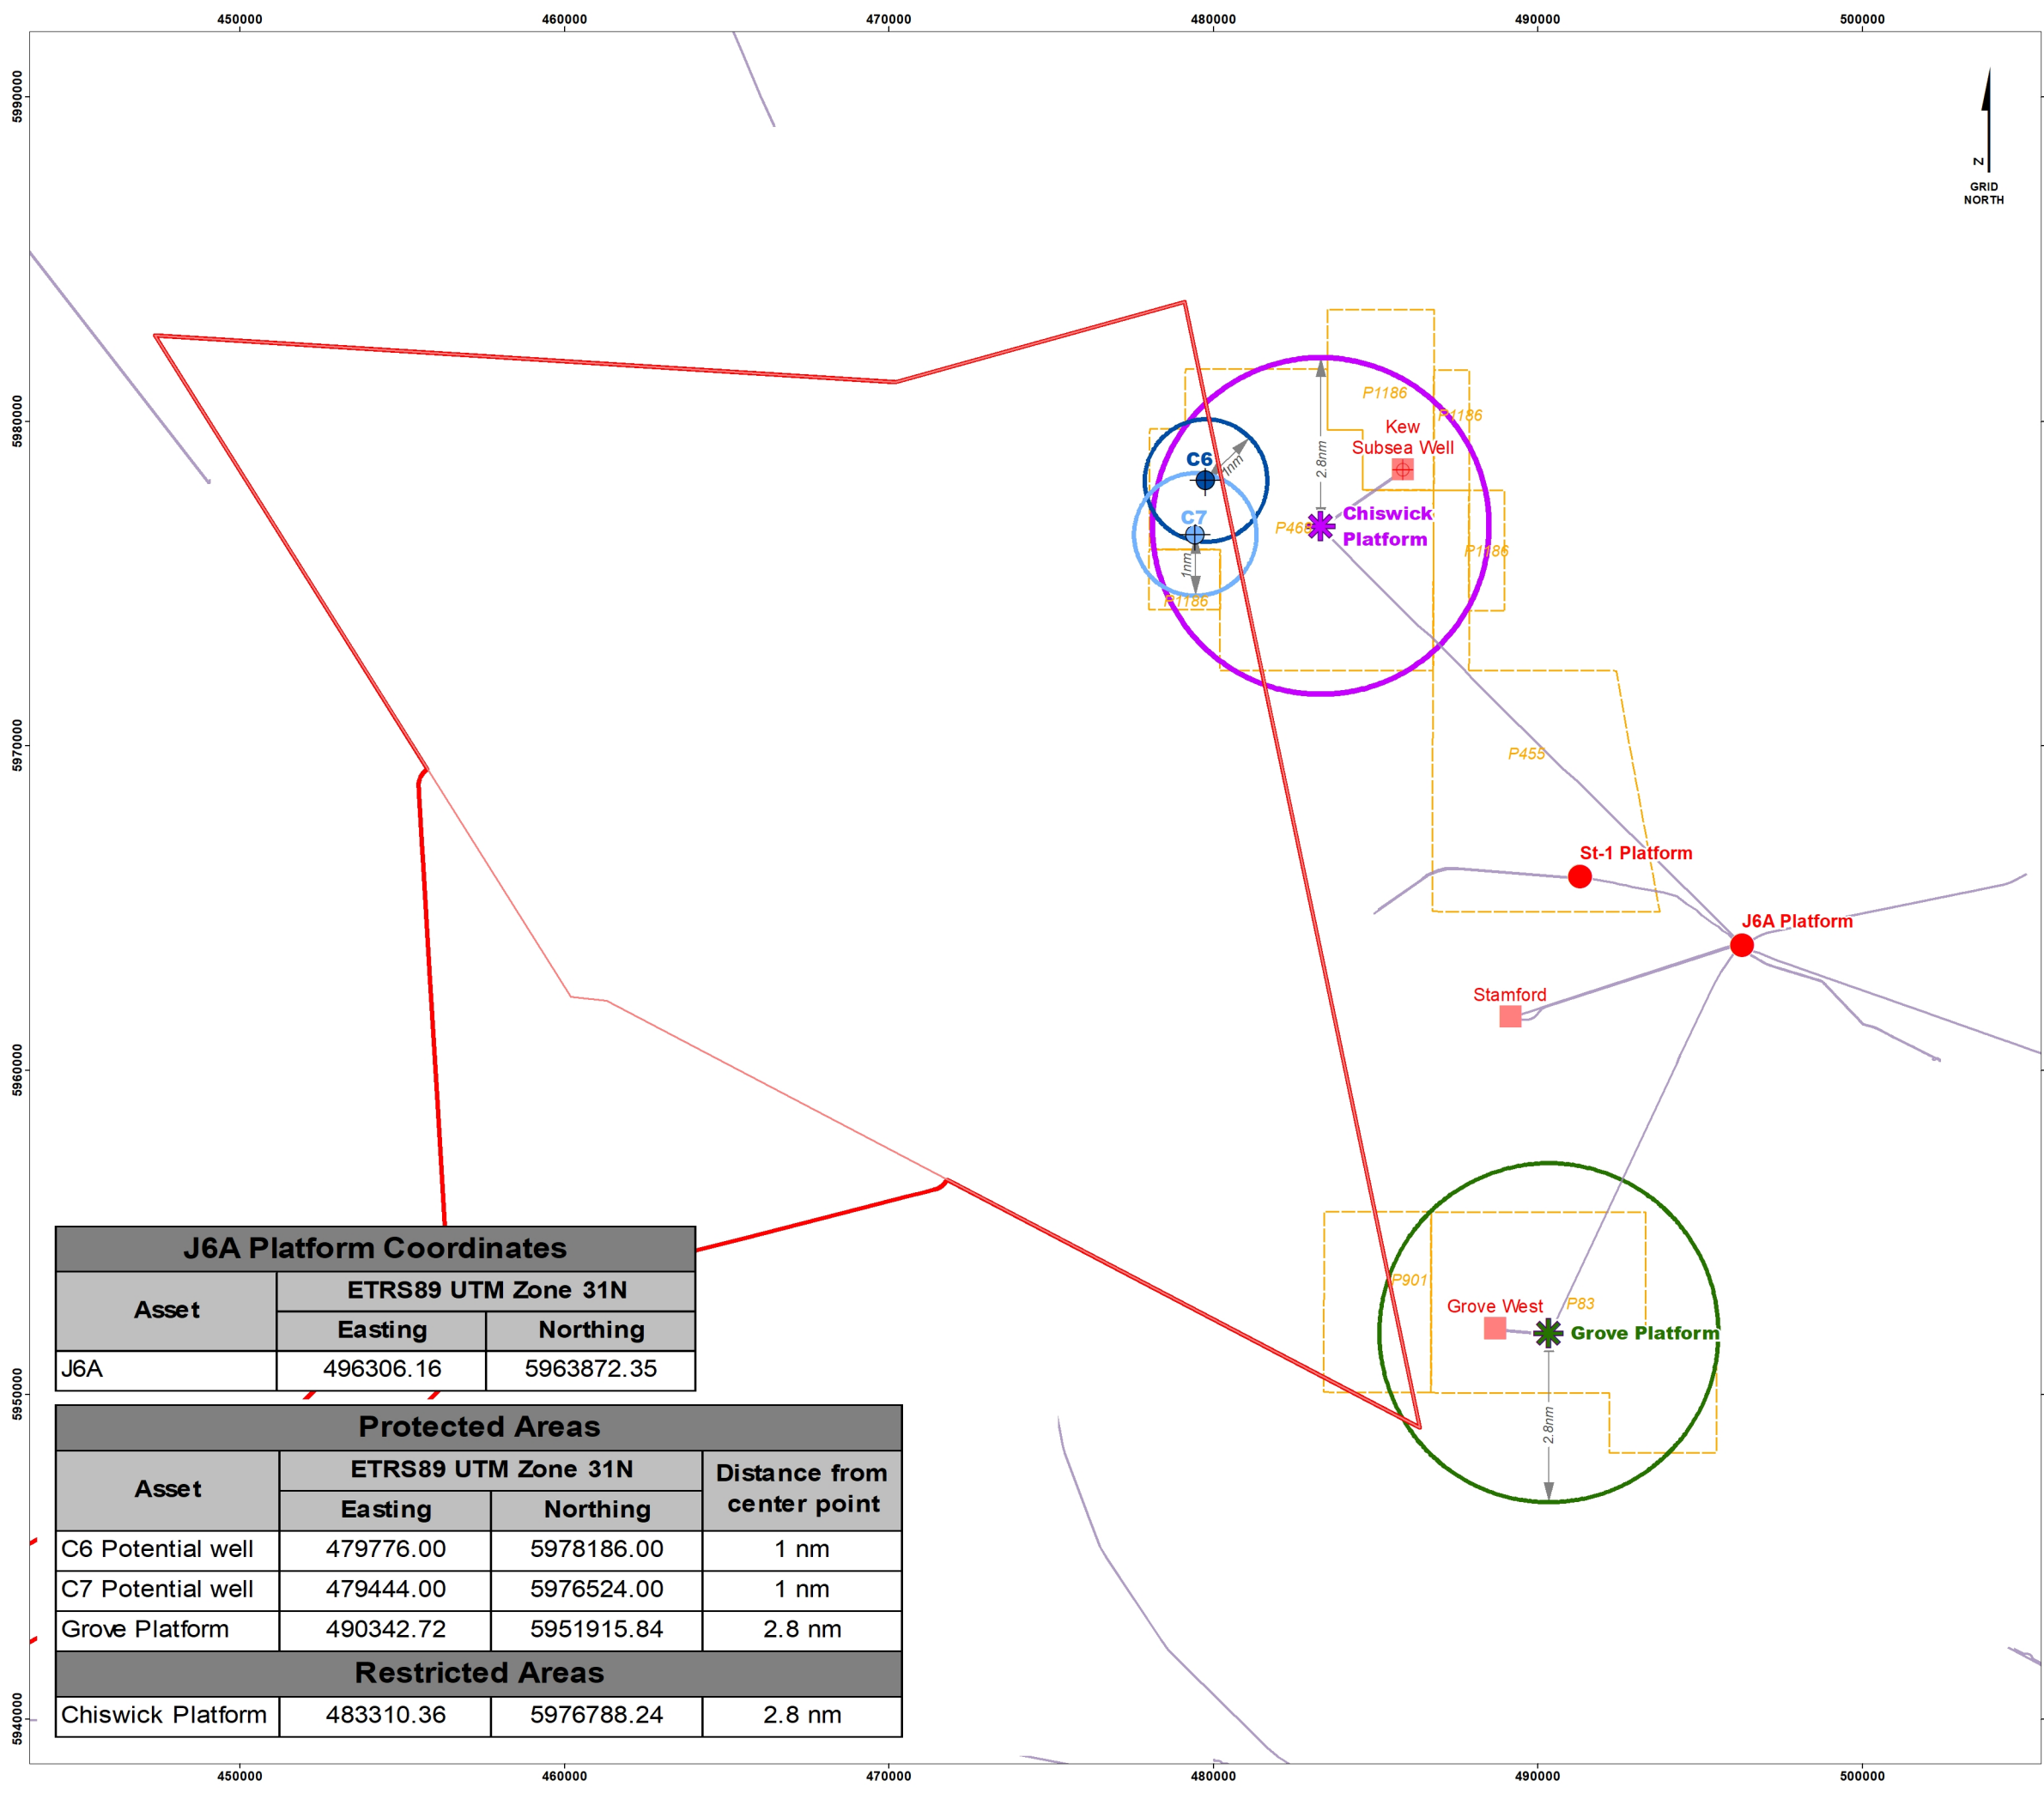 450000 460000 470000 480000 490000 500000
5990000
5980000
5970000
5960000
5950000
5940000
N
GRID
NORTH
P1186
P1186
Kew
Subsea Well
2.8nm
C6
1nm
C7
1nm
P1186
P468
Chiswick
Platform
P1186
P455
St-1 Platform
J6A Platform
Stamford
P901
P83
Grove West
Grove Platform
2.8nm
J6A Platform Coordinates
Asset
ETRS89 UTM Zone 31N
Easting Northing
J6A 496306.16 5963872.35
Protected Areas
Asset
ETRS89 UTM Zone 31N
Easting Northing
Distance from
center point
C6 Potential well 479776.00 5978186.00 1 nm
C7 Potential well 479444.00 5976524.00 1 nm
Grove Platform 490342.72 5951915.84 2.8 nm
Restricted Areas
Chiswick Platform 483310.36 5976788.24 2.8 nm
450000 460000 470000 480000 490000 500000